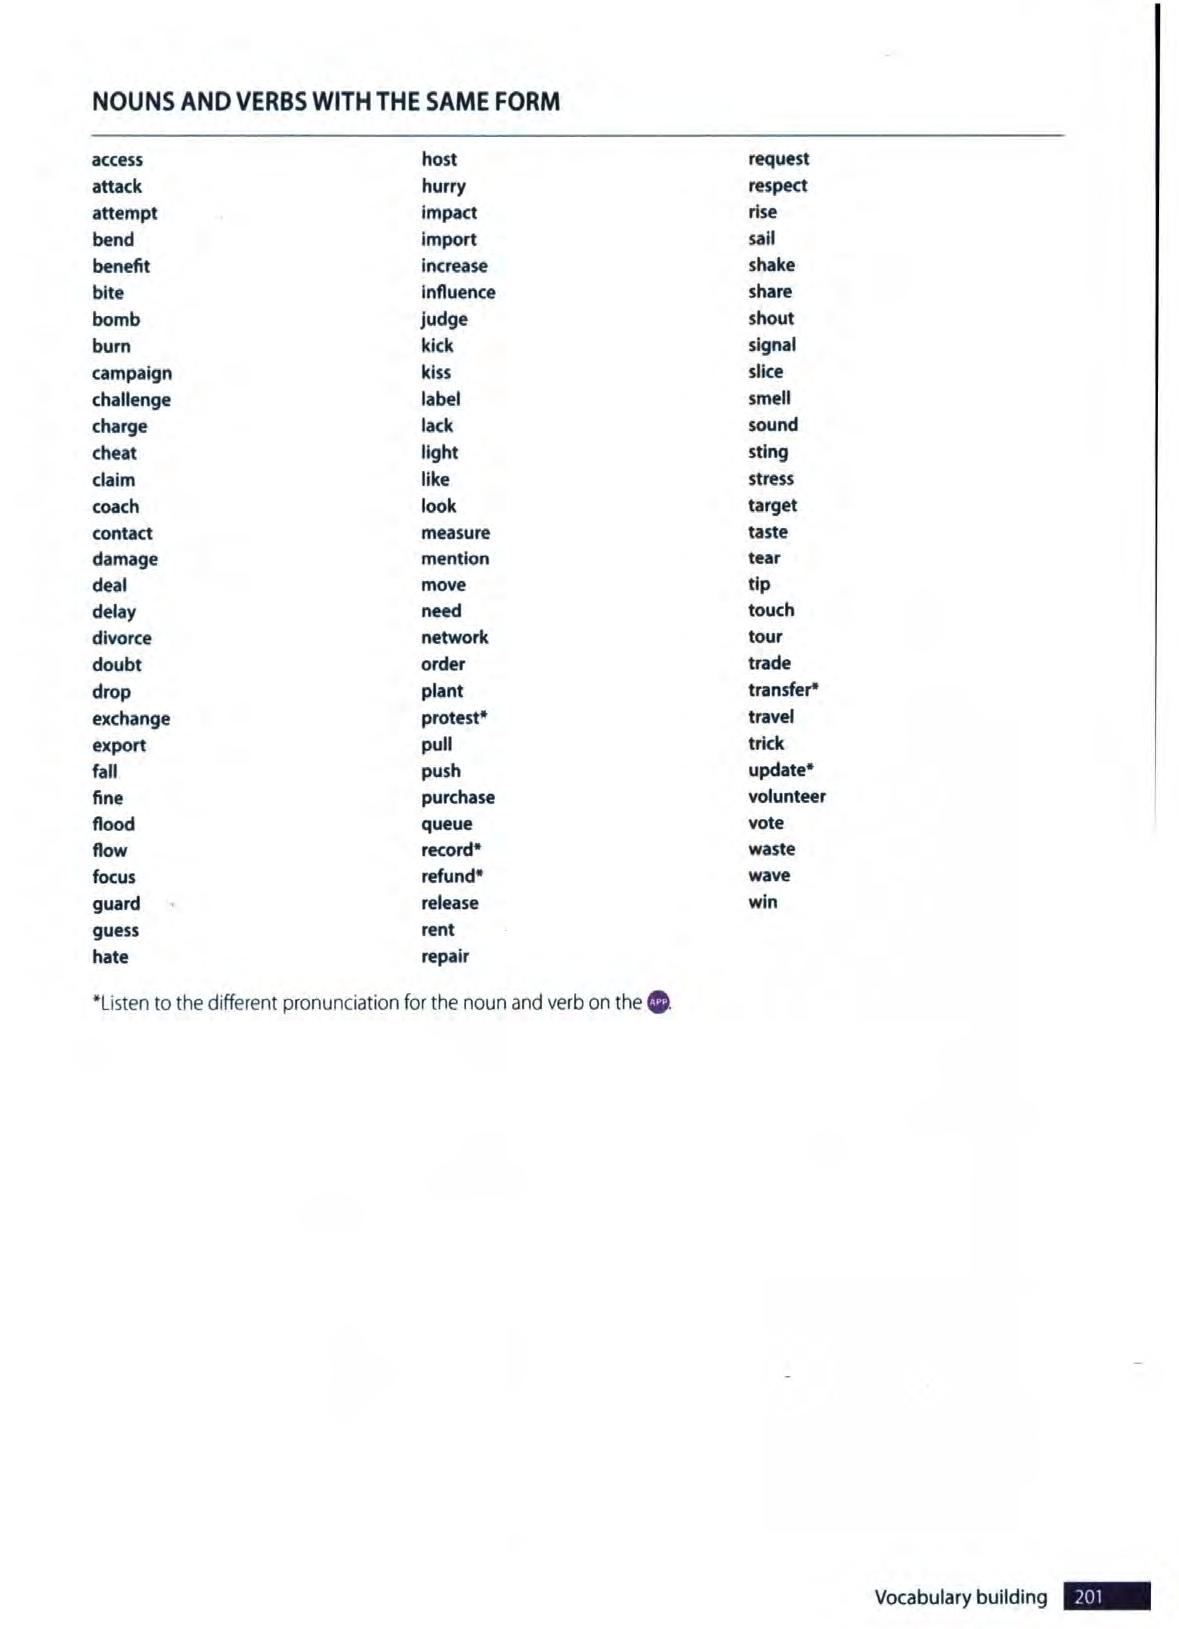 NOUNS AND VERBS WITH THE SAME FORM
access
attack
attempt
bend
benefit
bite
bomb
burn
campaign
challenge
charge
cheat
claim
coach
contact
damage
deal
delay
divorce
doubt
drop
exchange
export
fall
fine
flood
flow
focus
guard
guess
hate
host
hurry
impact
import
increase
influence
judge
kick
kiss
label
lack
light
like
look
measure
mention
move
need
network
order
plant
protest*
pull
push
purchase
queue
record*
refund*
release
rent
repair
request
respect
rise
sail
shake
share
shout
signal
slice
smell
sound
sting
stress
target
taste
tear
tip
touch
tour
trade
transfer*
travel
trick
update*
volunteer
vote
waste
wave
win
*Listen to the different pronunciation for the noun and verb on the APP.
Vocabulary building 201